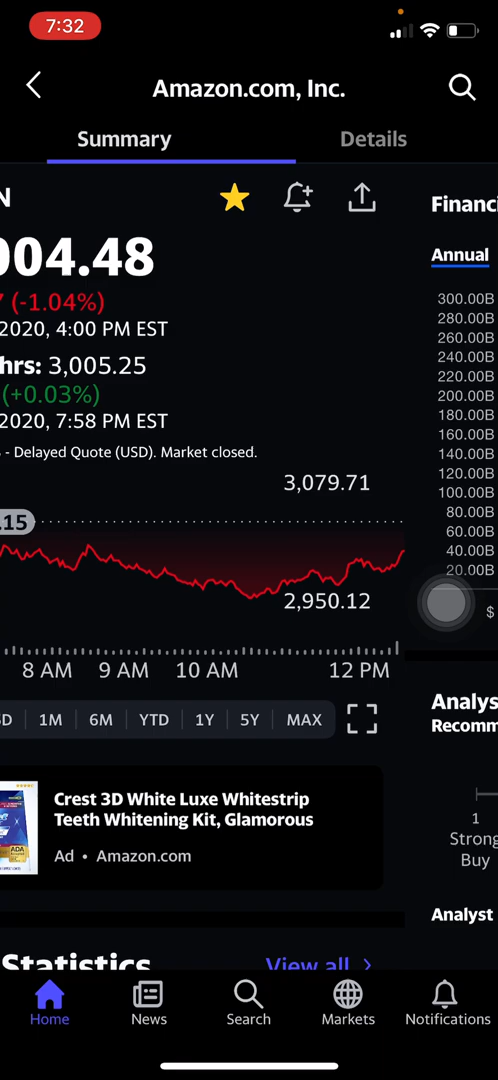 7:32
Amazon.com, Inc.
Summary
Details
N
004.48
(-1.04%)
2020, 4:00 PM EST
hrs: 3,005.25
(+0.03%)
2020, 7:58 PM EST
- Delayed Quote (USD). Market closed.
3,079.71
.15
2,950.12
8 AM 9 AM 10 AM 12 PM
5D 1M 6M YTD 1Y 5Y MAX
Crest 3D White Luxe Whitestrip
Teeth Whitening Kit, Glamorous
Ad • Amazon.com
ADA
Statistics
View all >
Financi
Annual
300.00B
280.00B
260.00B
240.00B
220.00B
200.00B
180.00B
160.00B
140.00B
120.00B
100.00B
80.00B
60.00B
40.00B
20.00B
$
Analys
Recomm
1
Strong
Buy
Analyst
Home
News
Search
Markets
Notifications